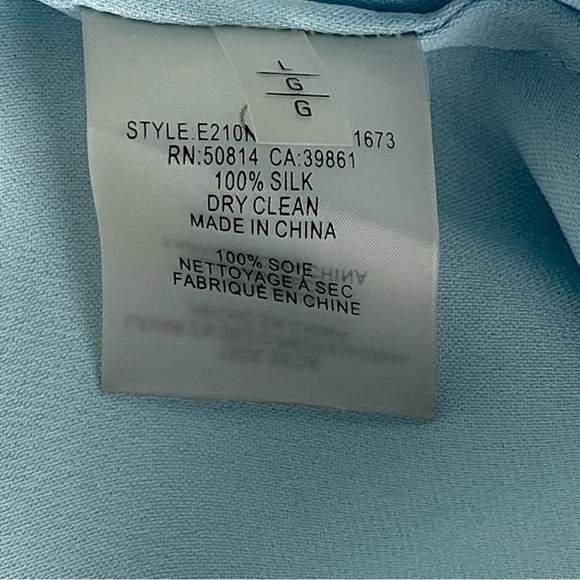 L
G
G
STYLE.E210N 1673
RN:50814 CA:39861
100% SILK
DRY CLEAN
MADE IN CHINA
100% SOIE
NETTOYAGE À SEC
FABRIQUÉ EN CHINE